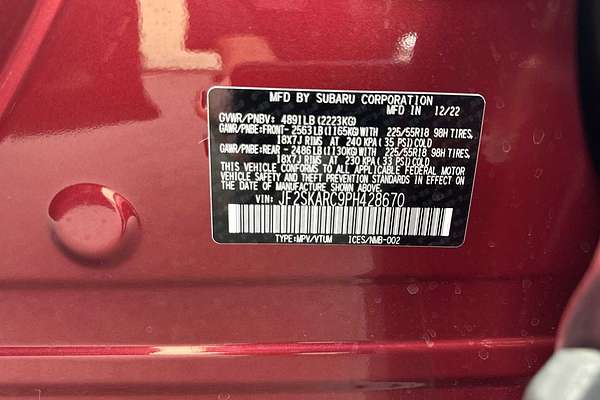 MFD BY SUBARU CORPORATION
MFD IN 12/22
GVWR/PNBV: 4891LB(2223KG)
GAWR/PNBE:FRONT- 2563LB(1165KG)WITH 225/55R18 98H TIRES,
18X7J RIMS AT 240 KPA(35 PSI)COLD
GAWR/PNBE:REAR - 2486LB(1130KG)WITH 225/55R18 98H TIRES,
18X7J RIMS AT 230 KPA(33 PSI)COLD
THIS VEHICLE CONFORMS TO ALL APPLICABLE FEDERAL MOTOR
VEHICLE SAFETY AND THEFT PREVENTION STANDARDS IN EFFECT
ON THE DATE OF MANUFACTURE SHOWN ABOVE.
VIN: JF2SKARC9PH428670
TYPE:MPV/VTUM ICES/NMB-002